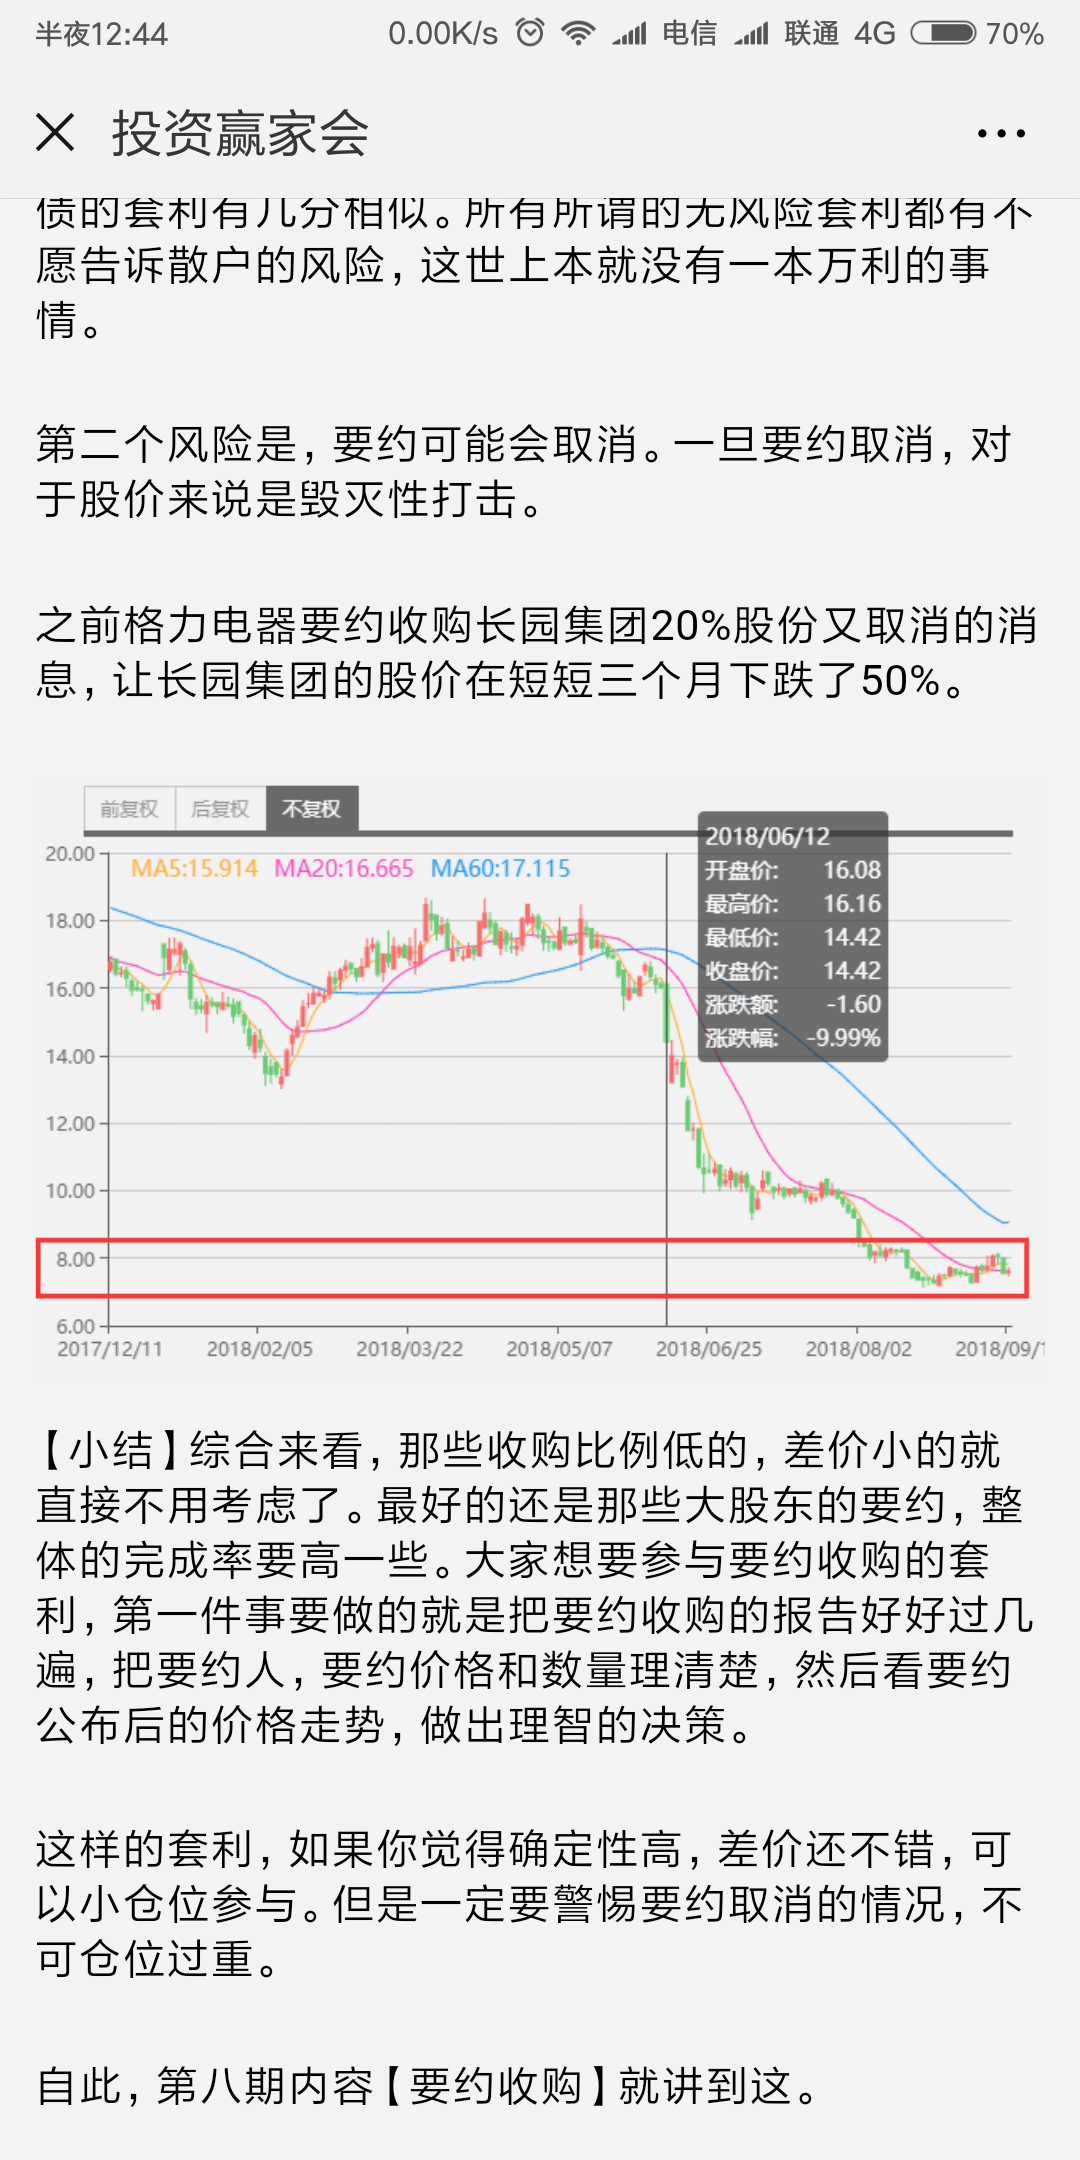 半夜12:44 0.00K/s 电信 联通 4G 70%
投资赢家会
债的套利有几分相似。所有所谓的无风险套利都有不
愿告诉散户的风险，这世上本就没有一本万利的事
情。
第二个风险是，要约可能会取消。一旦要约取消，对
于股价来说是毁灭性打击。
之前格力电器要约收购长园集团20%股份又取消的消
息，让长园集团的股价在短短三个月下跌了50%。
前复权 后复权 不复权
MA5:15.914 MA20:16.665 MA60:17.115
2018/06/12
开盘价: 16.08
最高价: 16.16
最低价: 14.42
收盘价: 14.42
涨跌额: -1.60
涨跌幅: -9.99%
20.00
18.00
16.00
14.00
12.00
10.00
8.00
6.00
2017/12/11 2018/02/05 2018/03/22 2018/05/07 2018/06/25 2018/08/02 2018/09/1
【小结】综合来看，那些收购比例低的，差价小的就
直接不用考虑了。最好的还是那些大股东的要约，整
体的完成率要高一些。大家想要参与要约收购的套
利，第一件事要做的就是把要约收购的报告好好过几
遍，把要约人，要约价格和数量理清楚，然后看要约
公布后的价格走势，做出理智的决策。
这样的套利，如果你觉得确定性高，差价还不错，可
以小仓位参与。但是一定要警惕要约取消的情况，不
可仓位过重。
自此，第八期内容【要约收购】就讲到这。